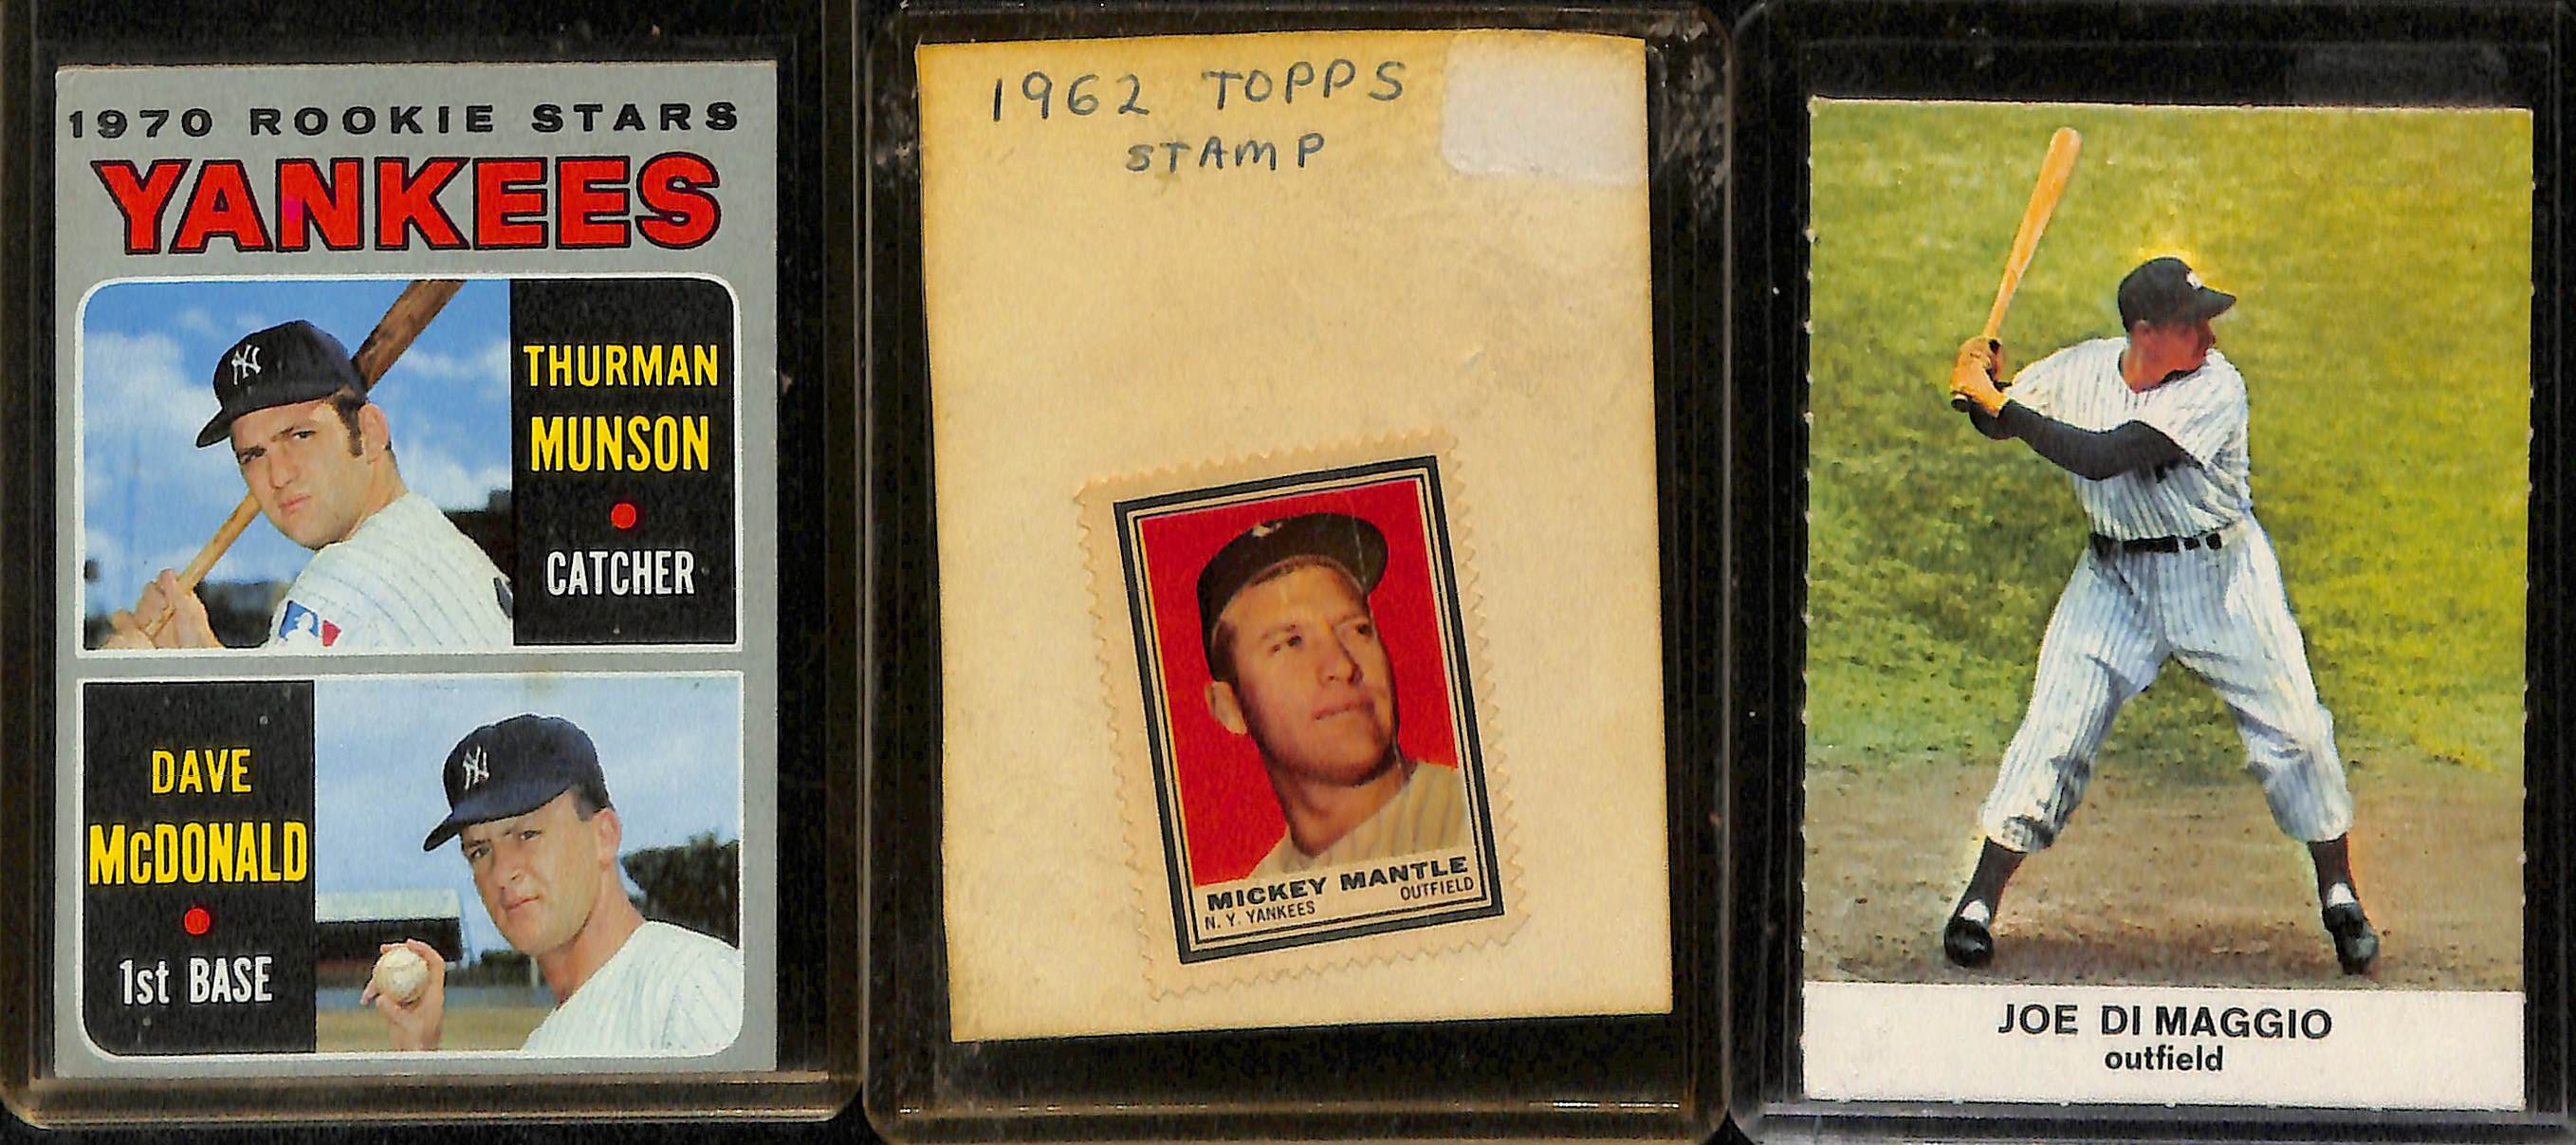 1970 ROOKIE STARS
YANKEES
THURMAN
MUNSON
CATCHER
DAVE
McDONALD
1st BASE
1962 TOPPS
STAMP
MICKEY MANTLE
N. Y. YANKEES OUTFIELD
JOE DI MAGGIO
outfield